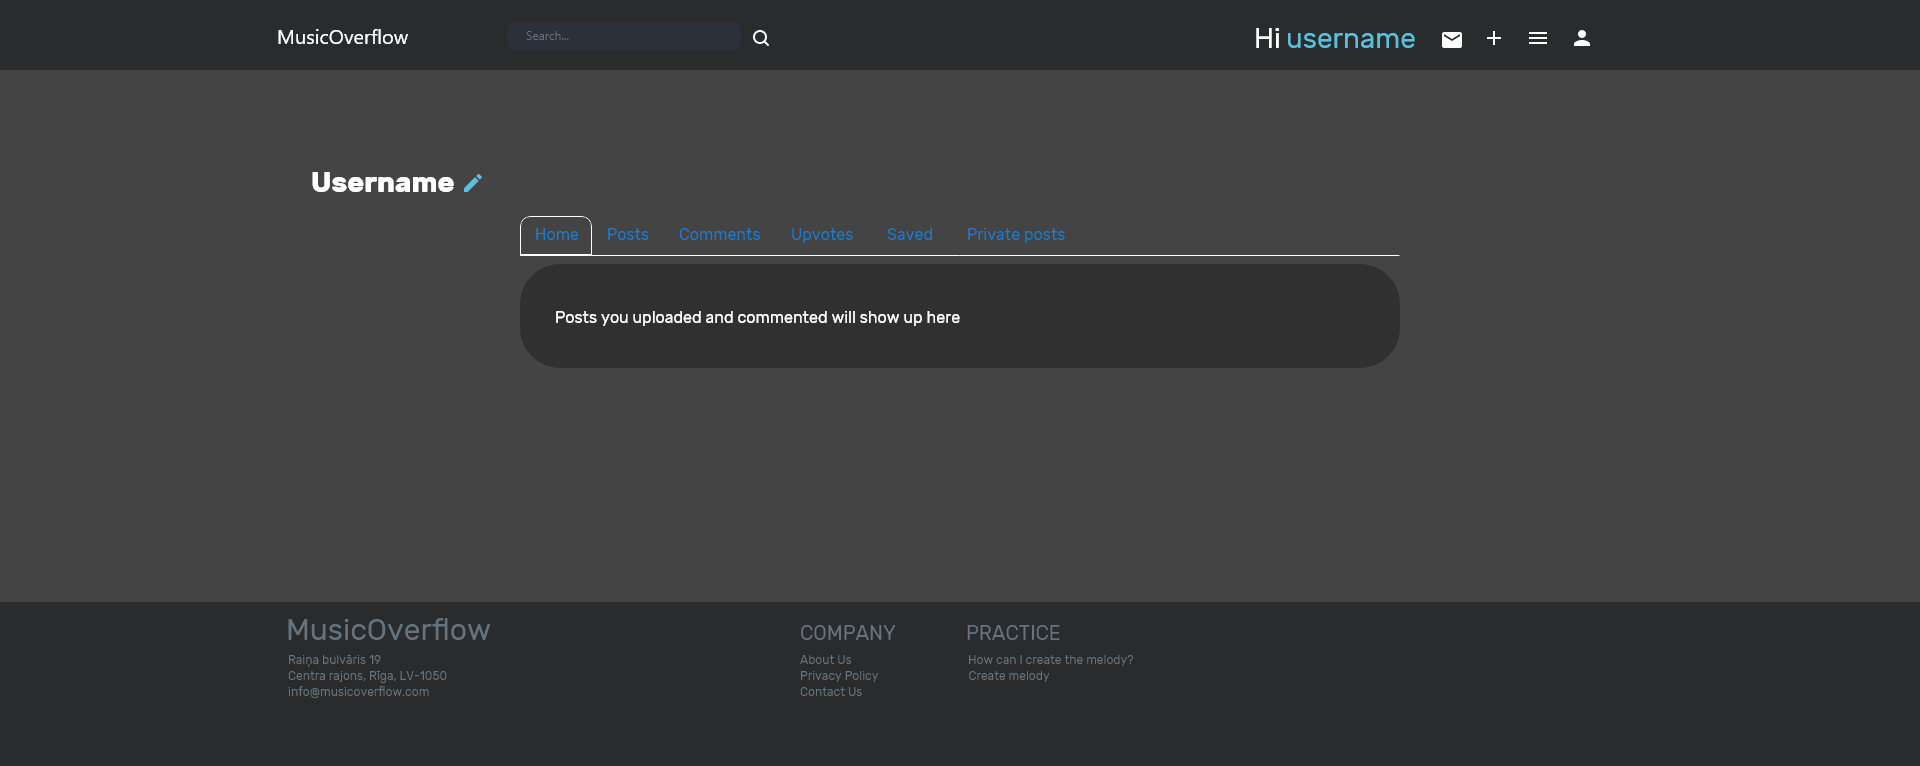 MusicOverflow
Search...
Hi username
Username
Home Posts Comments Upvotes Saved Private posts
Posts you uploaded and commented will show up here
MusicOverflow
Raiņa bulvāris 19
Centra rajons, Rīga, LV-1050
info@musicoverflow.com
COMPANY
About Us
Privacy Policy
Contact Us
PRACTICE
How can I create the melody?
Create melody